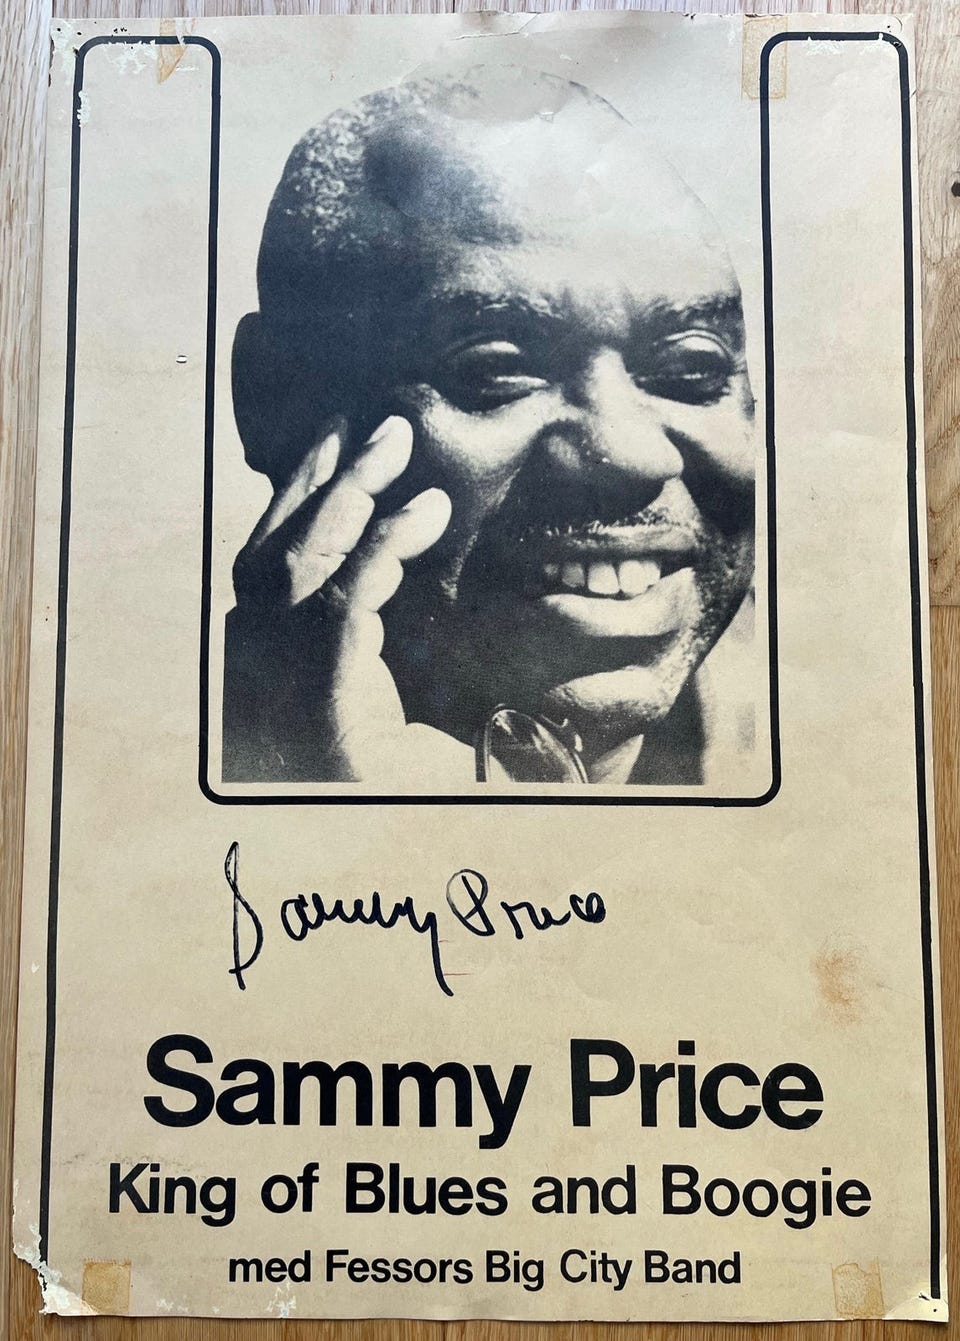 Sammy Price
Sammy Price
King of Blues and Boogie
med Fessors Big City Band